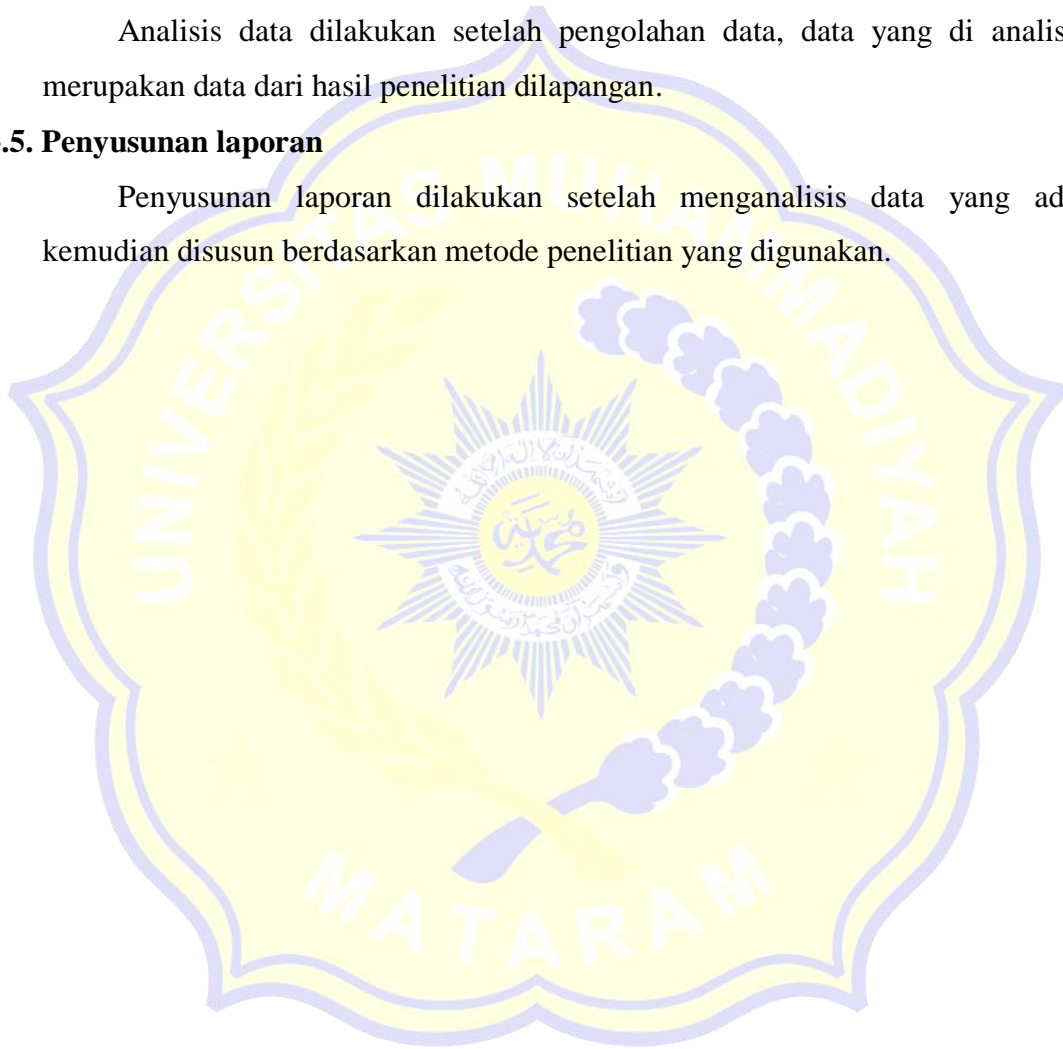 Analisis data dilakukan setelah pengolahan data, data yang di analis
merupakan data dari hasil penelitian dilapangan.
.5. Penyusunan laporan
Penyusunan laporan dilakukan setelah menganalisis data yang ad
kemudian disusun berdasarkan metode penelitian yang digunakan.
UNIVERSITAS MUHAMMADIYAH
MATARAM